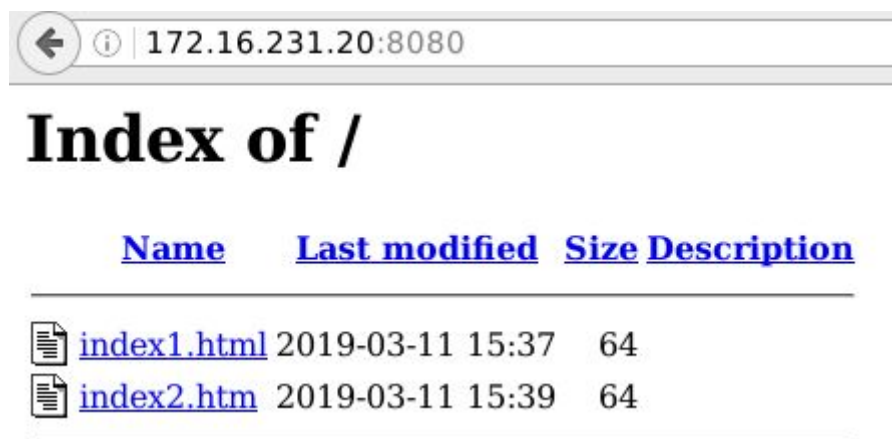 172.16.231.20:8080
Index of /
Name Last modified Size Description
index1.html 2019-03-11 15:37 64
index2.htm 2019-03-11 15:39 64